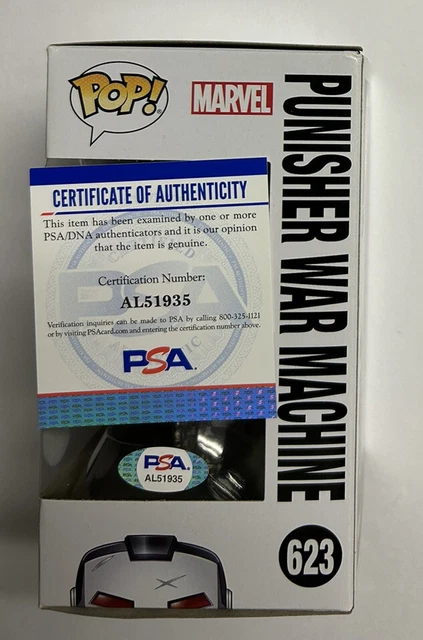 POP!
MARVEL
PUNISHER WAR MACHINE
623
CERTIFICATE OF AUTHENTICITY
This item has been examined by one or more
PSA/DNA authenticators and it is our opinion
that the item is genuine.
Certification Number:
AL51935
Verification inquiries can be made to PSA by calling 800-325-1121
or by visiting PSAcard.com and entering the certification number above.
PSA.
PSA
AL51935